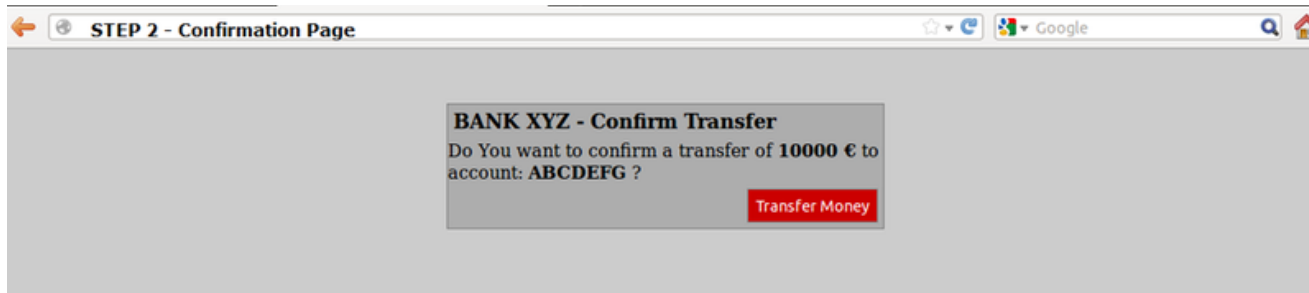 STEP 2 - Confirmation Page
Google
BANK XYZ - Confirm Transfer
Do You want to confirm a transfer of 10000 € to
account: ABCDEFG ?
Transfer Money